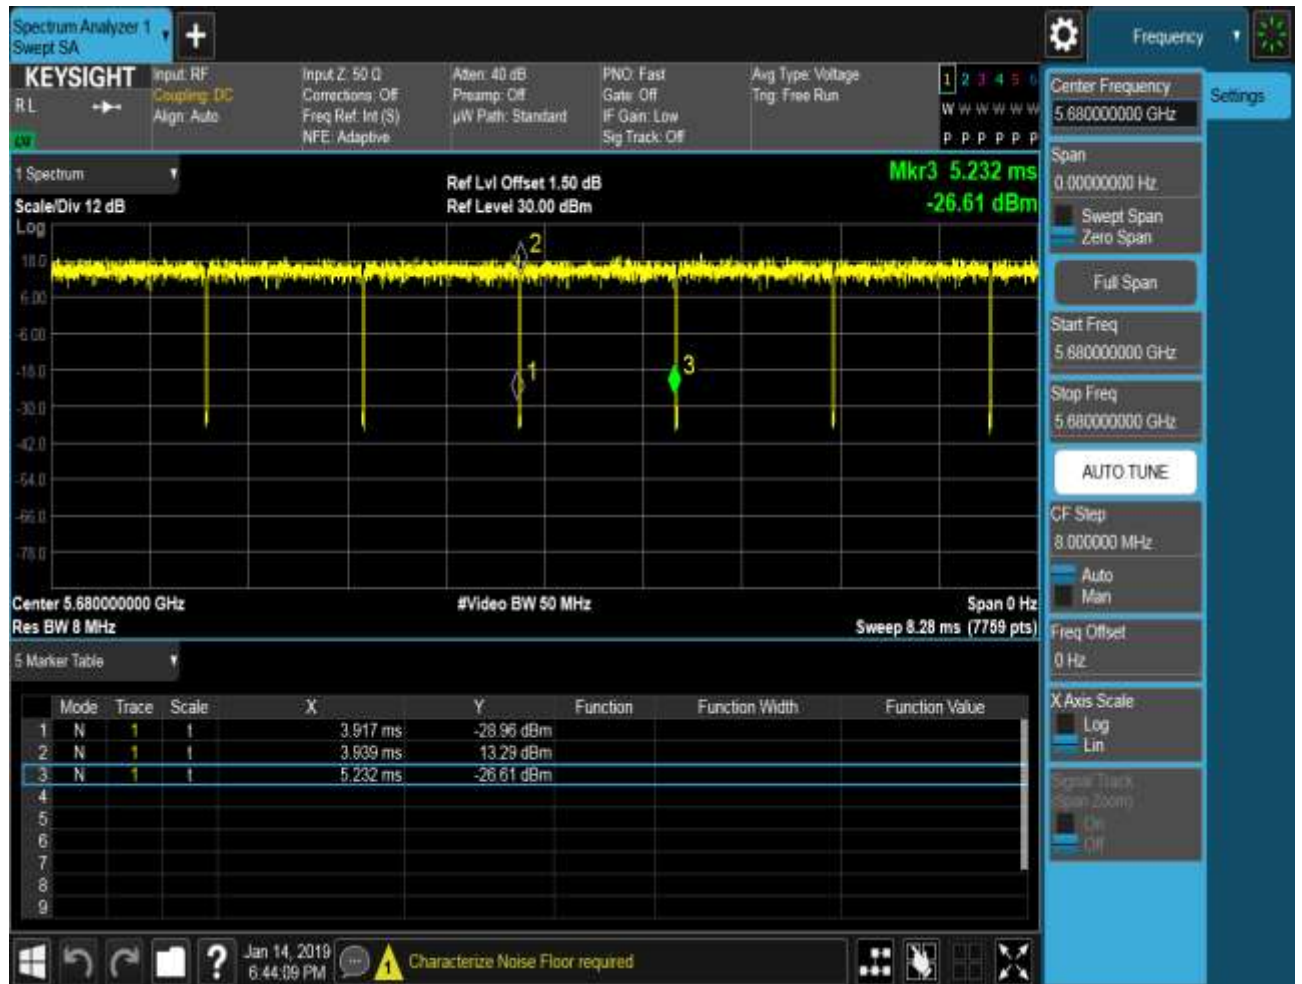 Spectrum Analyzer 1
Swept SA
+
Frequency
KEYSIGHT
RL
Input: RF
Coupling: DC
Align: Auto
Input Z: 50 Ω
Corrections: Off
Freq Ref: Int (S)
NFE: Adaptive
Atten: 40 dB
Preamp: Off
µW Path: Standard
PNO: Fast
Gate: Off
IF Gain: Low
Sig Track: Off
Avg Type: Voltage
Trig: Free Run
1 2 3 4 5 6
W W W W W W
P P P P P P
1 Spectrum
Scale/Div 12 dB
Ref Lvl Offset 1.50 dB
Ref Level 30.00 dBm
Mkr3 5.232 ms
-26.61 dBm
Log
18.0
6.00
-6.00
-18.0
-30.0
-42.0
-54.0
-66.0
-78.0
2
1
3
Center 5.680000000 GHz
#Video BW 50 MHz
Span 0 Hz
Res BW 8 MHz
Sweep 8.28 ms (7759 pts)
5 Marker Table
Mode Trace Scale X Y Function Function Width Function Value
1 N 1 t 3.917 ms -28.96 dBm
2 N 1 t 3.939 ms 13.29 dBm
3 N 1 t 5.232 ms -26.61 dBm
4
5
6
7
8
9
?
Jan 14, 2019
6:44:09 PM
1
Characterize Noise Floor required
Settings
Center Frequency
5.680000000 GHz
Span
0.00000000 Hz
Swept Span
Zero Span
Full Span
Start Freq
5.680000000 GHz
Stop Freq
5.680000000 GHz
AUTO TUNE
CF Step
8.000000 MHz
Auto
Man
Freq Offset
0 Hz
X Axis Scale
Log
Lin
Signal Track
(Span Zoom)
On
Off